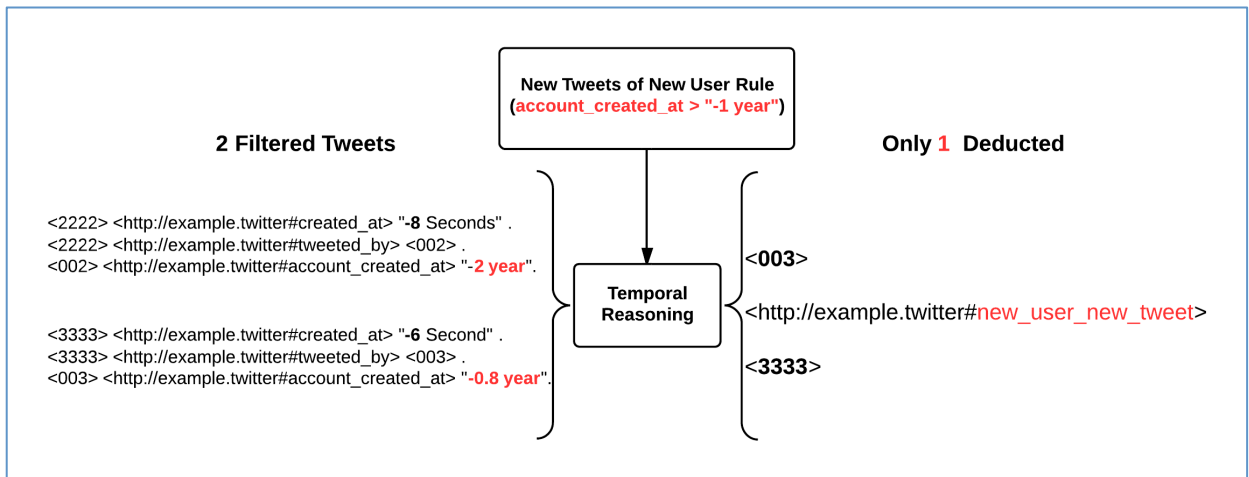 New Tweets of New User Rule
(account_created_at > "-1 year")
2 Filtered Tweets
Only 1 Deducted
<2222> <http://example.twitter#created_at> "-8 Seconds" .
<2222> <http://example.twitter#tweeted_by> <002> .
<002> <http://example.twitter#account_created_at> "-2 year".
<3333> <http://example.twitter#created_at> "-6 Second" .
<3333> <http://example.twitter#tweeted_by> <003> .
<003> <http://example.twitter#account_created_at> "-0.8 year".
Temporal
Reasoning
<003>
<http://example.twitter#new_user_new_tweet>
<3333>